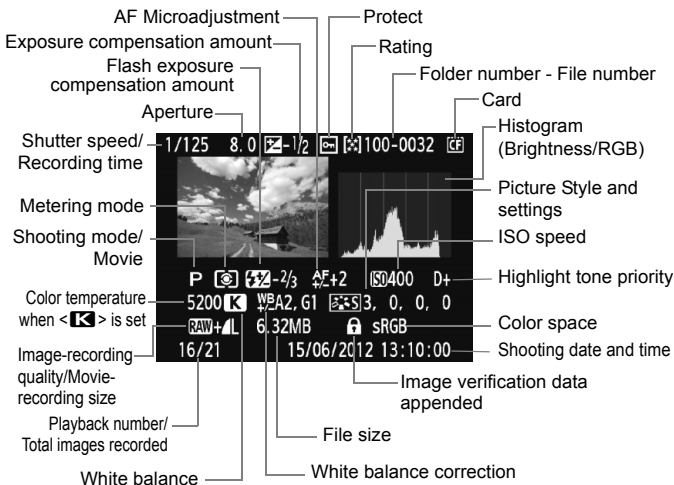 AF Microadjustment
Protect
Exposure compensation amount
Rating
Flash exposure
compensation amount
Folder number - File number
Aperture
Card
Shutter speed/
Recording time
1/125 8.0 -1/2 100-0032 CF
Histogram
(Brightness/RGB)
Metering mode
Picture Style and
settings
Shooting mode/
Movie
ISO speed
P -2/3 AF+2 ISO400 D+
Highlight tone priority
Color temperature
when <K> is set
5200 K WB A2, G1 S 3, 0, 0, 0
RAW+L 6.32MB sRGB
Color space
Image-recording
quality/Movie-
recording size
16/21 15/06/2012 13:10:00
Shooting date and time
Image verification data
appended
Playback number/
Total images recorded
File size
White balance
White balance correction